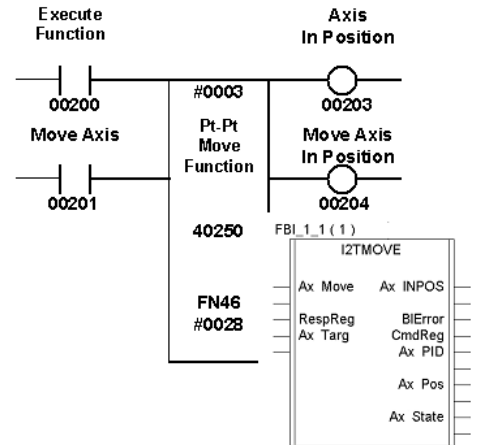 Execute
Function
00200
Move Axis
00201
#0003
Pt-Pt
Move
Function
40250
FN46
#0028
Axis
In Position
00203
Move Axis
In Position
00204
FBI_1_1 ( 1 )
I2TMOVE
Ax Move
Ax INPOS
RespReg
BlError
Ax Targ
CmdReg
Ax PID
Ax Pos
Ax State